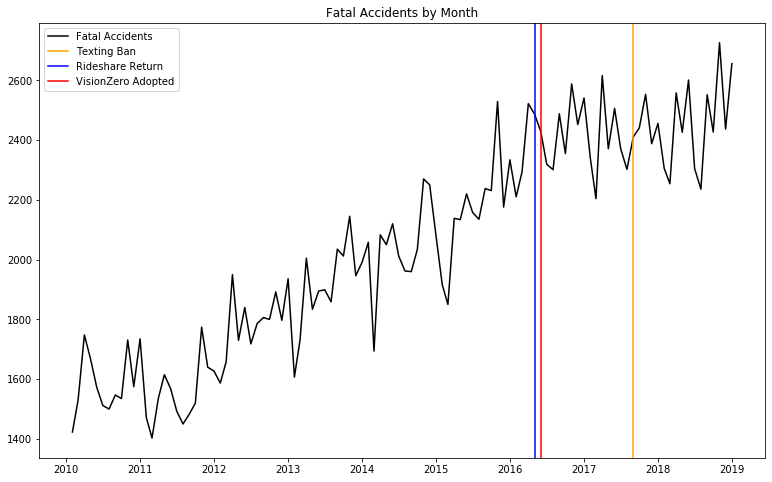 Fatal Accidents by Month
Fatal Accidents
Texting Ban
Rideshare Return
VisionZero Adopted
2600
2400
2200
2000
1800
1600
1400
2010 2011 2012 2013 2014 2015 2016 2017 2018 2019